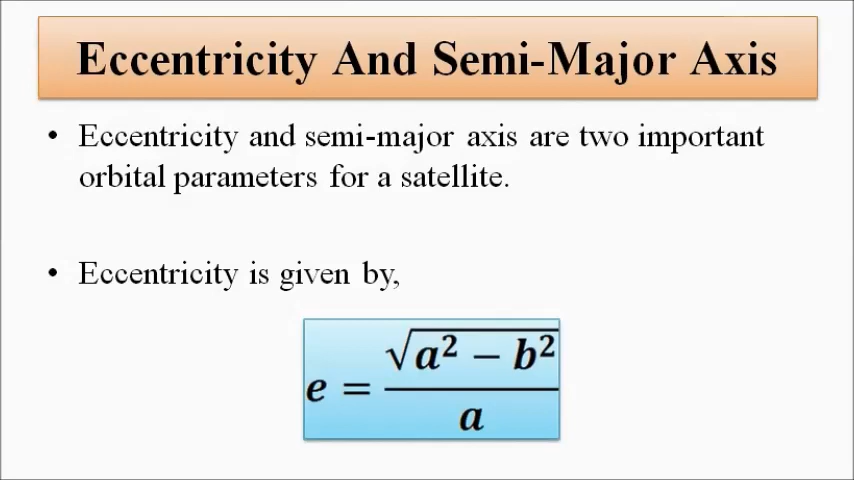 Eccentricity And Semi-Major Axis
• Eccentricity and semi-major axis are two important
orbital parameters for a satellite.
• Eccentricity is given by,
e = √(a² − b²) / a